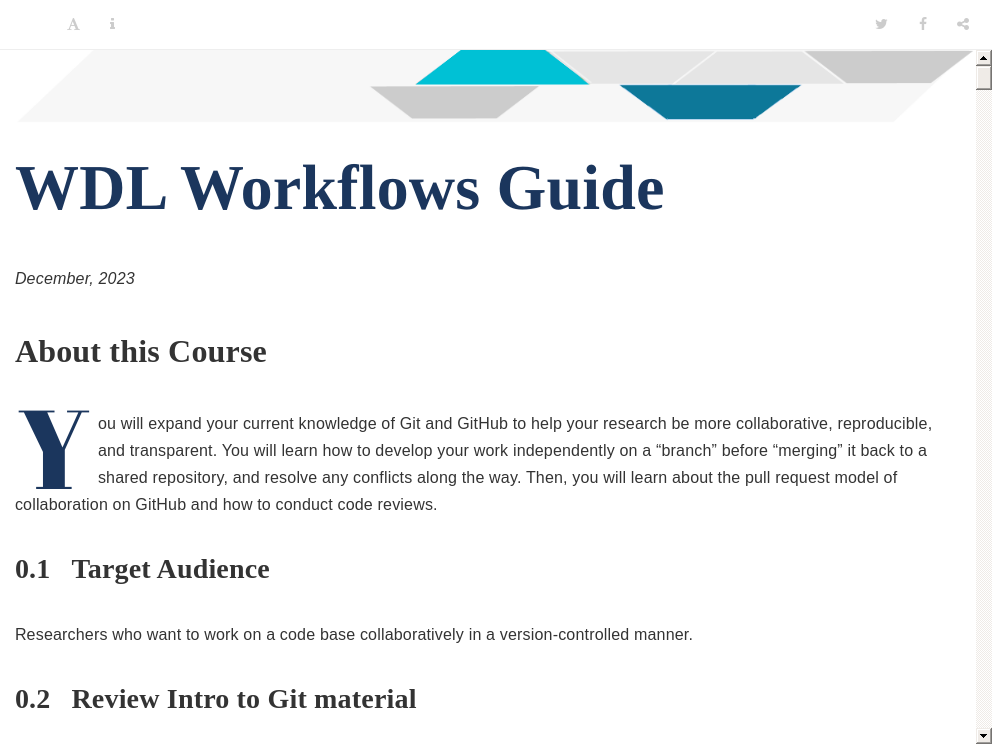 WDL Workflows Guide
December, 2023
About this Course
You will expand your current knowledge of Git and GitHub to help your research be more collaborative, reproducible,
and transparent. You will learn how to develop your work independently on a “branch” before “merging” it back to a
shared repository, and resolve any conflicts along the way. Then, you will learn about the pull request model of
collaboration on GitHub and how to conduct code reviews.
0.1 Target Audience
Researchers who want to work on a code base collaboratively in a version-controlled manner.
0.2 Review Intro to Git material